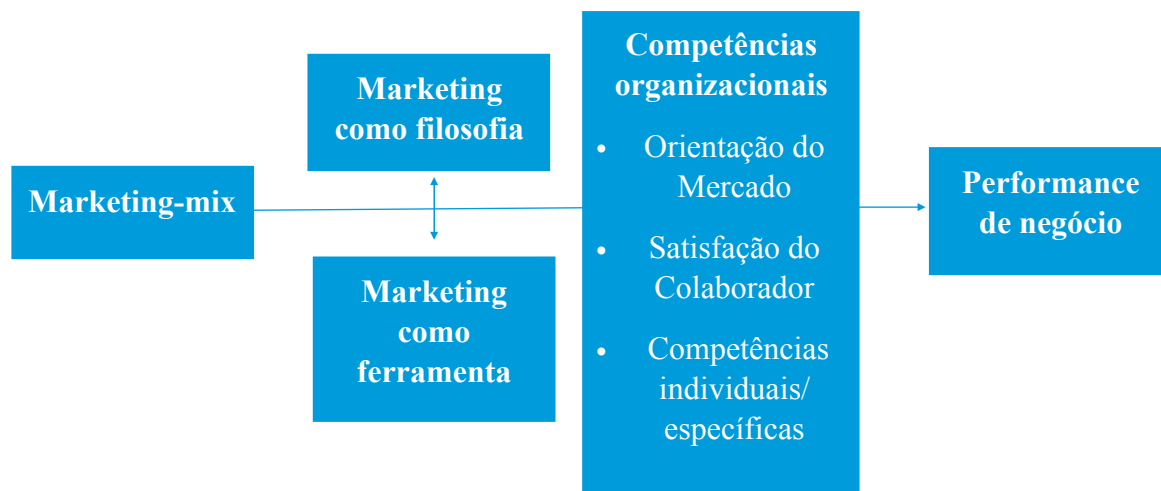 Marketing-mix
Marketing
como filosofia
Marketing
como
ferramenta
Competências
organizacionais
• Orientação do
Mercado
• Satisfação do
Colaborador
• Competências
individuais/
específicas
Performance
de negócio